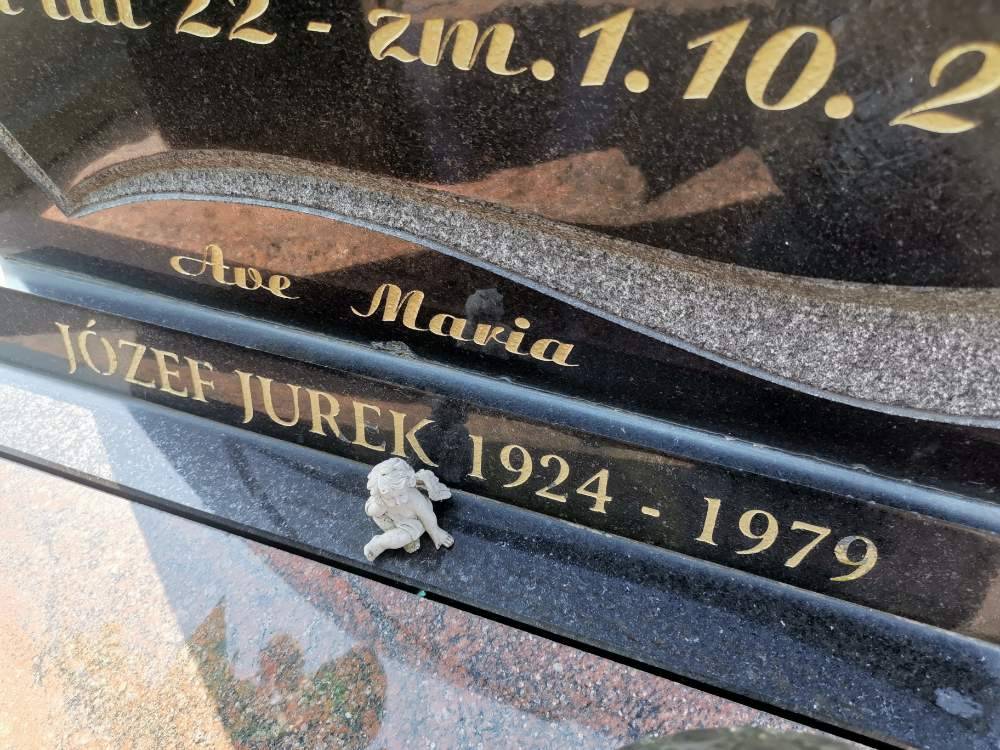 22 - zm. 1. 10. 2
Ave Maria
JÓZEF JUREK 1924 - 1979